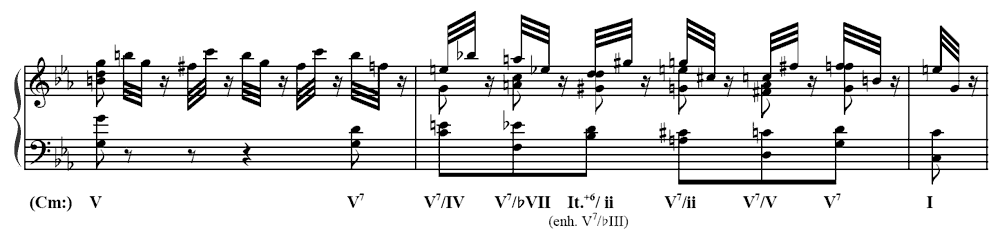 (Cm:) V V⁷ V⁷/IV V⁷/♭VII It.⁺⁶/ ii V⁷/ii V⁷/V V⁷ I
(enh. V⁷/♭III)